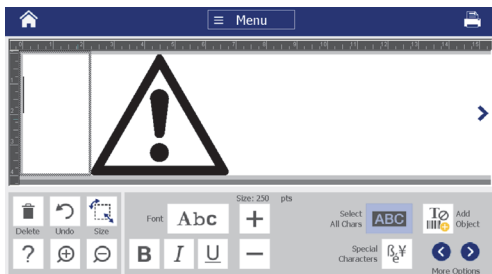 ≡ Menu
Size: 250 pts
Font Abc + Select All Chars ABC Add Object
Delete Undo Size
? B I U − Special Characters ßè¥
More Options